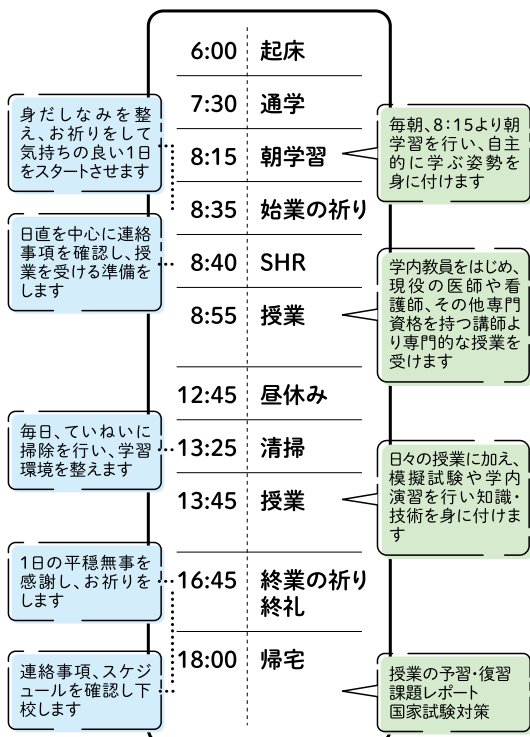 6:00 起床
7:30 通学
8:15 朝学習
8:35 始業の祈り
8:40 SHR
8:55 授業
12:45 昼休み
13:25 清掃
13:45 授業
16:45 終業の祈り
終礼
18:00 帰宅
身だしなみを整
え、お祈りをして
気持ちの良い1日
をスタートさせます
日直を中心に連絡
事項を確認し、授
業を受ける準備を
します
毎日、ていねいに
掃除を行い、学習
環境を整えます
1日の平穏無事を
感謝し、お祈りを
します
連絡事項、スケジ
ュールを確認し下
校します
毎朝、8：15より朝
学習を行い、自主
的に学ぶ姿勢を
身に付けます
学内教員をはじめ、
現役の医師や看
護師、その他専門
資格を持つ講師よ
り専門的な授業を
受けます
日々の授業に加え、
模擬試験や学内
演習を行い知識・
技術を身に付けま
す
授業の予習・復習
課題レポート
国家試験対策